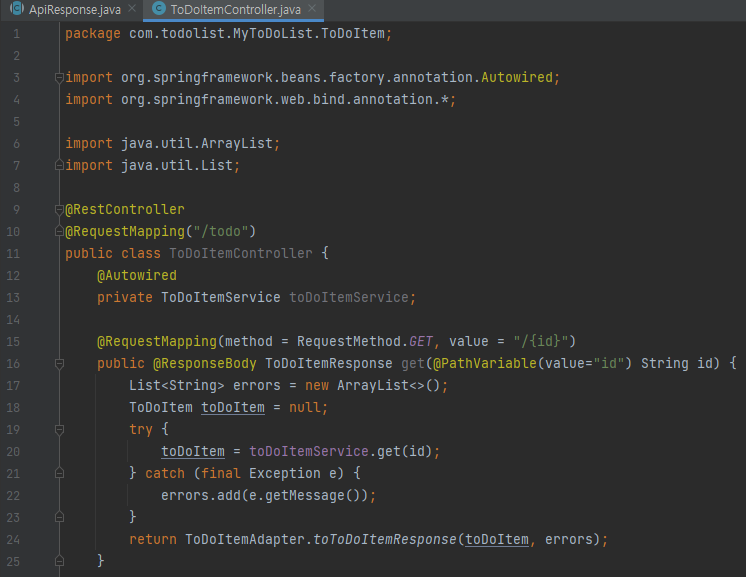 ApiResponse.java ToDoItemController.java
1 package com.todolist.MyToDoList.ToDoItem;
2
3 import org.springframework.beans.factory.annotation.Autowired;
4 import org.springframework.web.bind.annotation.*;
5
6 import java.util.ArrayList;
7 import java.util.List;
8
9 @RestController
10 @RequestMapping("/todo")
11 public class ToDoItemController {
12     @Autowired
13     private ToDoItemService toDoItemService;
14
15     @RequestMapping(method = RequestMethod.GET, value = "/{id}")
16     public @ResponseBody ToDoItemResponse get(@PathVariable(value="id") String id) {
17         List<String> errors = new ArrayList<>();
18         ToDoItem toDoItem = null;
19         try {
20             toDoItem = toDoItemService.get(id);
21         } catch (final Exception e) {
22             errors.add(e.getMessage());
23         }
24         return ToDoItemAdapter.toToDoItemResponse(toDoItem, errors);
25     }